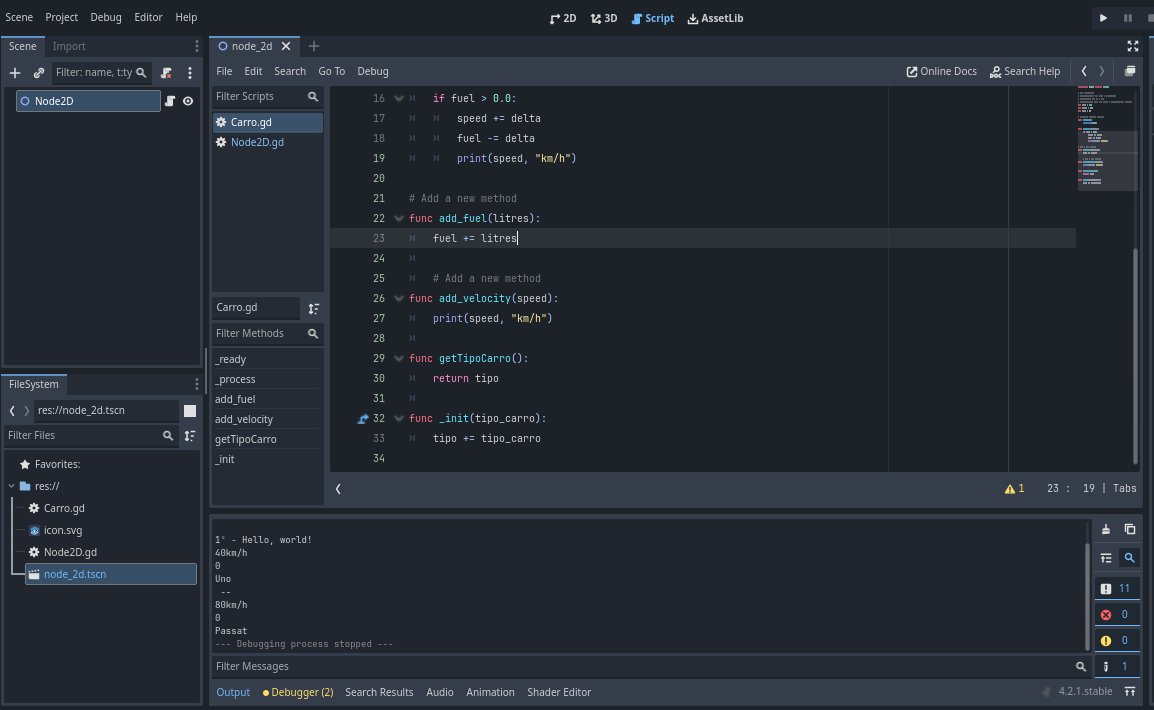 Scene Project Debug Editor Help
2D 3D Script AssetLib
Scene Import
Filter: name, t:ty
Node2D
FileSystem
res://node_2d.tscn
Filter Files
Favorites:
res://
Carro.gd
icon.svg
Node2D.gd
node_2d.tscn
node_2d
File Edit Search Go To Debug
Online Docs Search Help
Filter Scripts
Carro.gd
Node2D.gd
Carro.gd
Filter Methods
_ready
_process
add_fuel
add_velocity
getTipoCarro
_init
16 if fuel > 0.0:
17 speed += delta
18 fuel -= delta
19 print(speed, "km/h")
20
21 # Add a new method
22 func add_fuel(litres):
23 fuel += litres
24
25 # Add a new method
26 func add_velocity(speed):
27 print(speed, "km/h")
28
29 func getTipoCarro():
30 return tipo
31
32 func _init(tipo_carro):
33 tipo += tipo_carro
34
1 23 : 19 | Tabs
1° - Hello, world!
40km/h
0
Uno
--
80km/h
0
Passat
--- Debugging process stopped ---
11
0
0
1
Filter Messages
Output Debugger (2) Search Results Audio Animation Shader Editor
4.2.1.stable